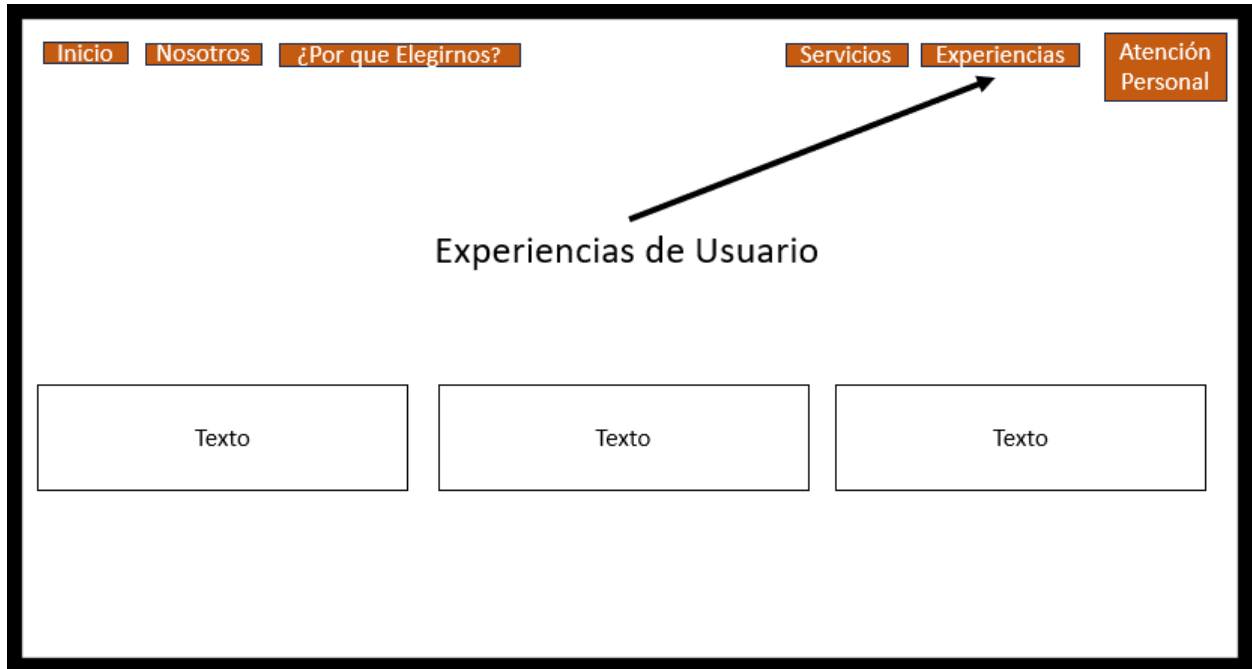 Inicio
Nosotros
¿Por que Elegirnos?
Servicios
Experiencias
Atención
Personal
Experiencias de Usuario
Texto
Texto
Texto